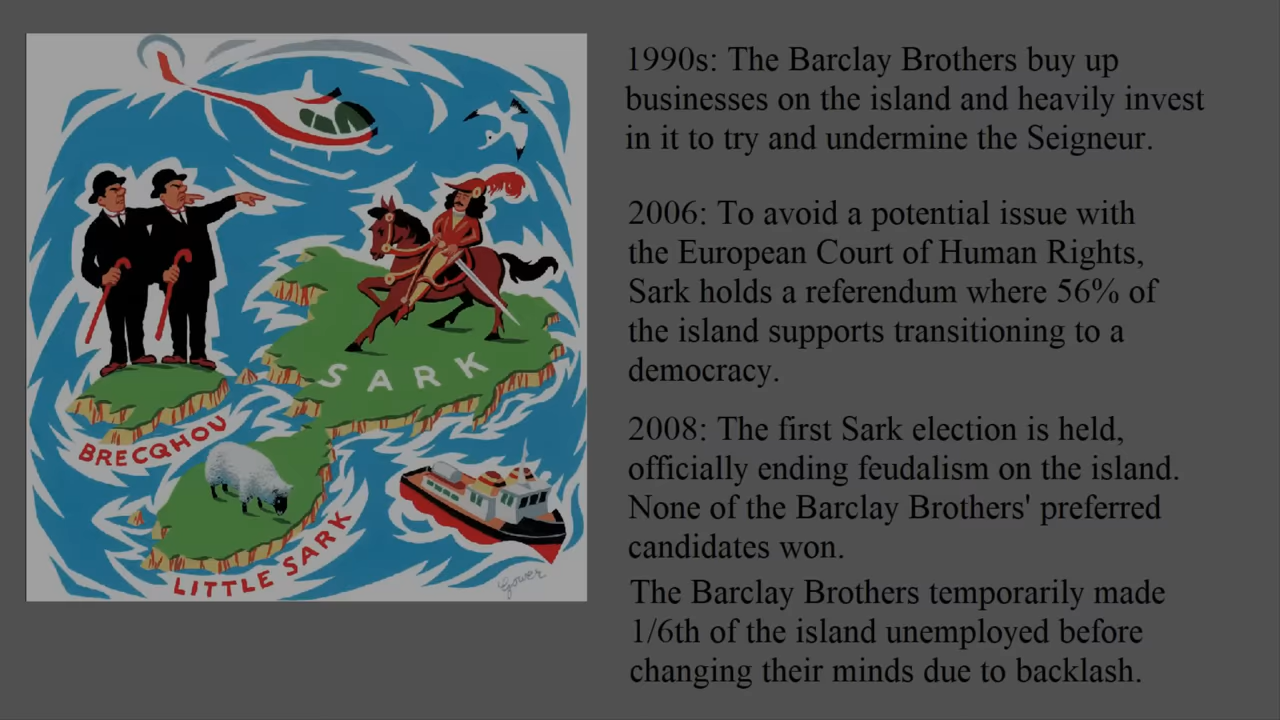 1990s: The Barclay Brothers buy up
businesses on the island and heavily invest
in it to try and undermine the Seigneur.
2006: To avoid a potential issue with
the European Court of Human Rights,
Sark holds a referendum where 56% of
the island supports transitioning to a
democracy.
2008: The first Sark election is held,
officially ending feudalism on the island.
None of the Barclay Brothers' preferred
candidates won.
The Barclay Brothers temporarily made
1/6th of the island unemployed before
changing their minds due to backlash.
SARK
BRECQHOU
LITTLE SARK
Gower